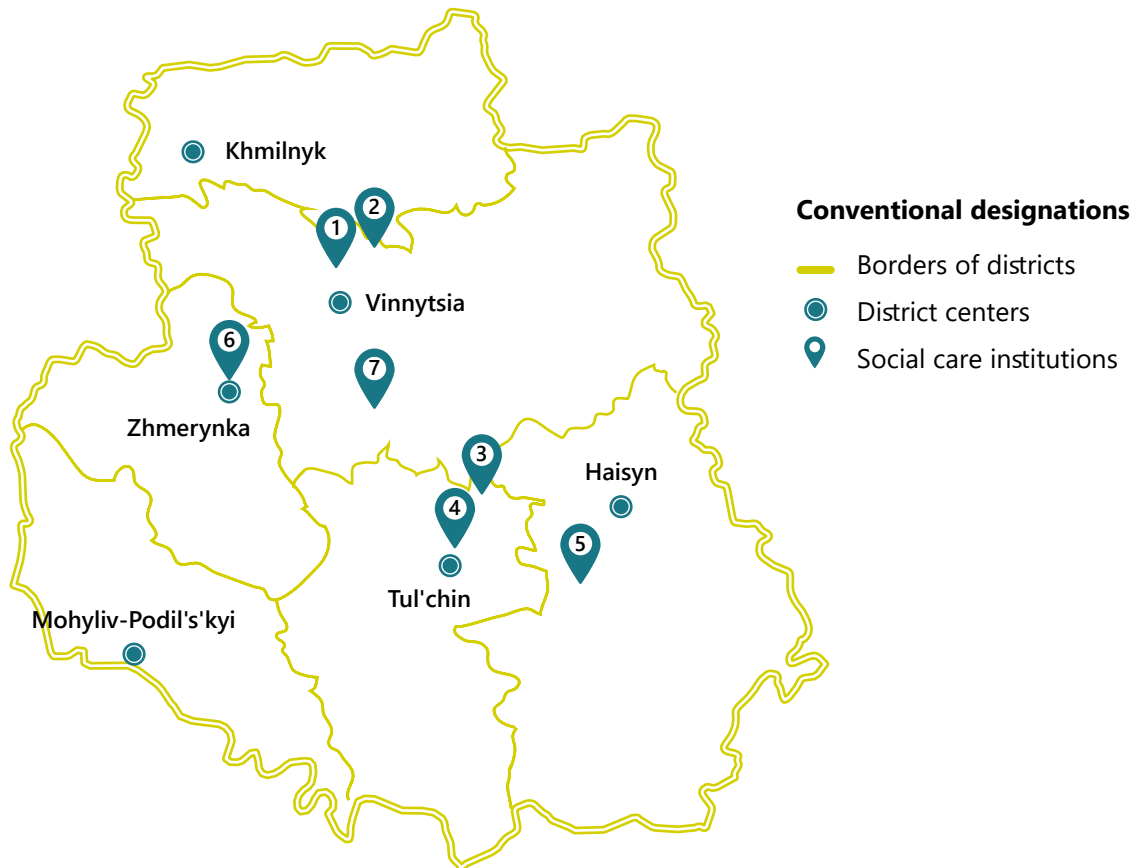 Khmilnyk
2
1
Conventional designations
Borders of districts
Vinnytsia
District centers
6
Social care institutions
7
Zhmerynka
3
Haisyn
4
5
Tul'chin
Mohyliv-Podil's'kyi